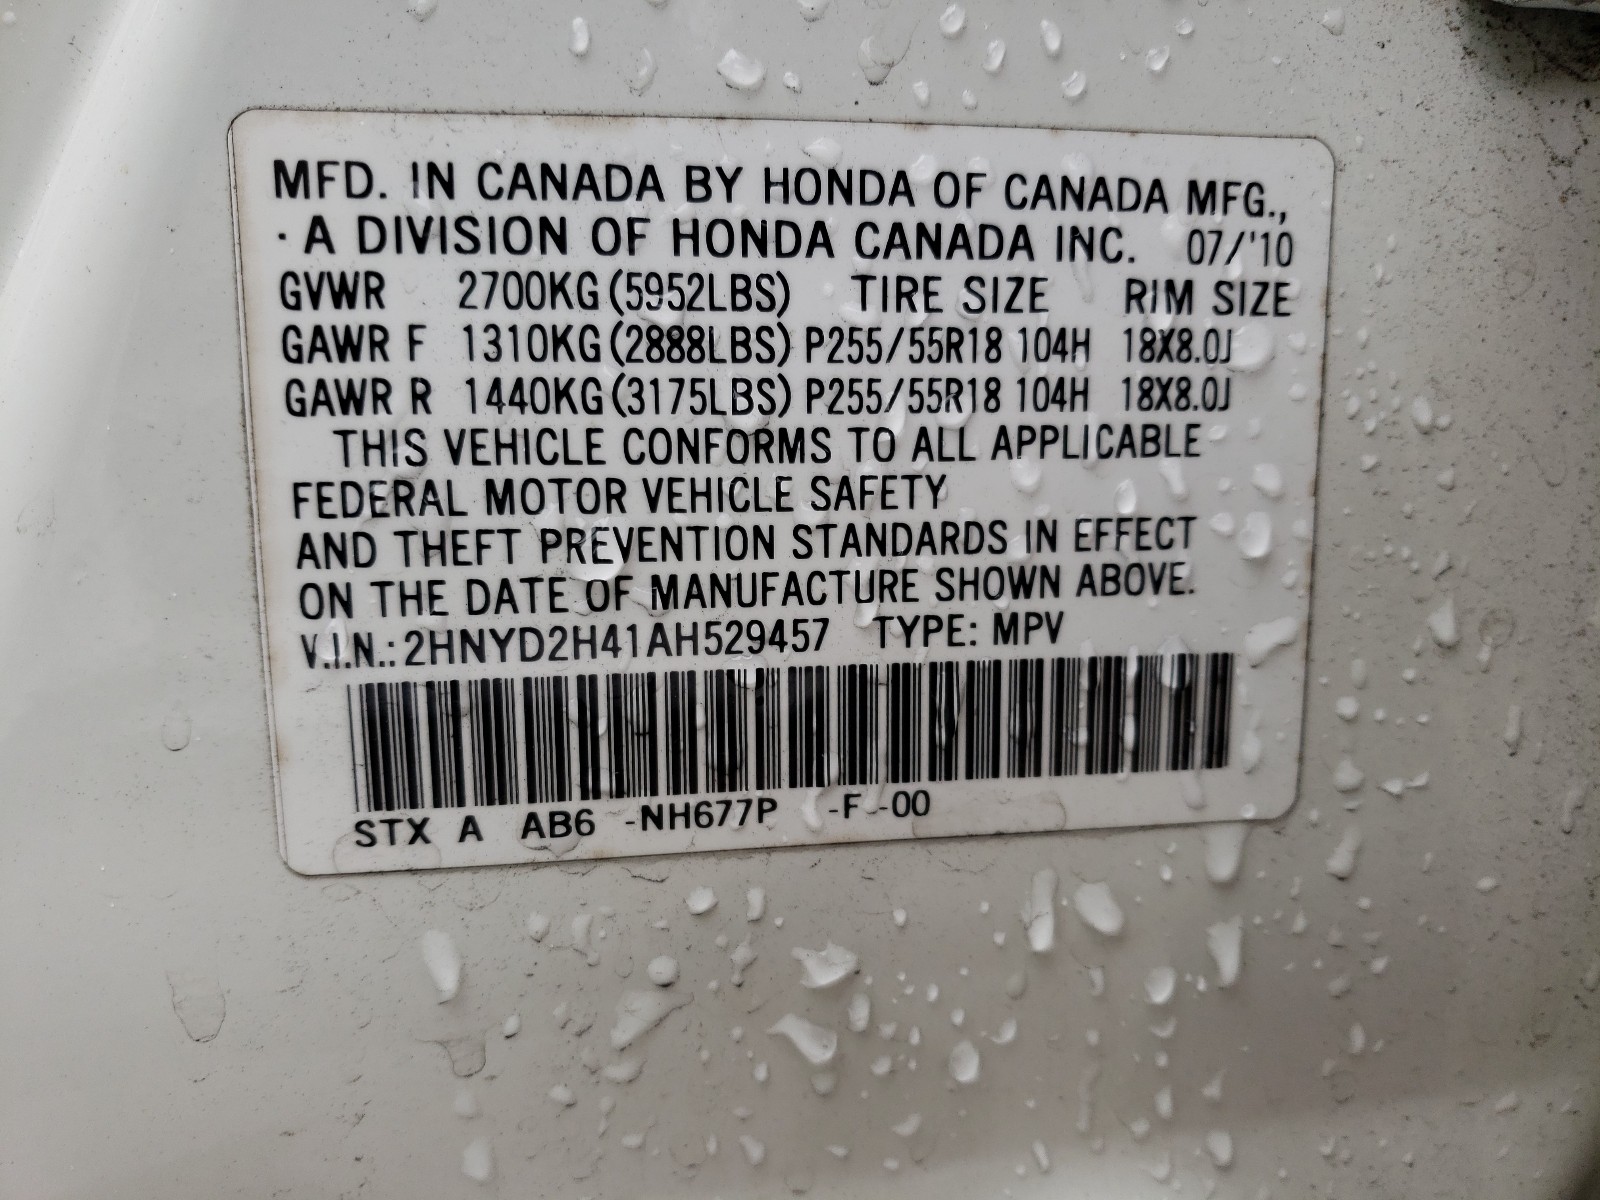 MFD. IN CANADA BY HONDA OF CANADA MFG.,
· A DIVISION OF HONDA CANADA INC. 07/'10
GVWR 2700KG (5952LBS) TIRE SIZE RIM SIZE
GAWR F 1310KG (2888LBS) P255/55R18 104H 18X8.0J
GAWR R 1440KG (3175LBS) P255/55R18 104H 18X8.0J
THIS VEHICLE CONFORMS TO ALL APPLICABLE
FEDERAL MOTOR VEHICLE SAFETY
AND THEFT PREVENTION STANDARDS IN EFFECT
ON THE DATE OF MANUFACTURE SHOWN ABOVE.
V.I.N.: 2HNYD2H41AH529457 TYPE: MPV
STX A AB6 -NH677P -F -00